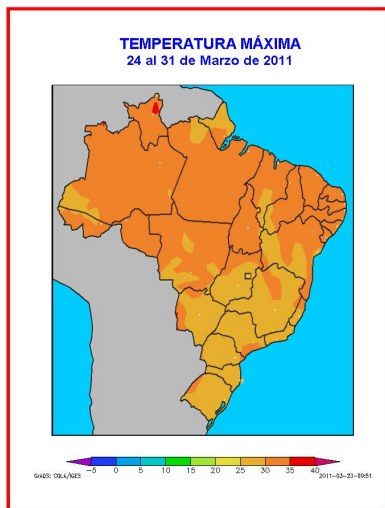 TEMPERATURA MÁXIMA
24 al 31 de Marzo de 2011
-5 0 5 10 15 20 25 30 35 40
GrADS: COLA/IGES 2011-03-23-09:51